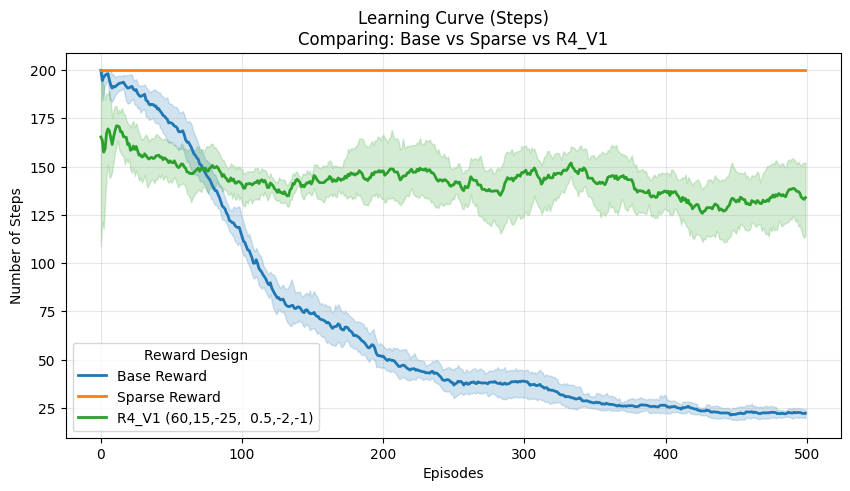 Learning Curve (Steps)
Comparing: Base vs Sparse vs R4_V1
Number of Steps
200
175
150
125
100
75
50
25
Reward Design
Base Reward
Sparse Reward
R4_V1 (60,15,-25,  0.5,-2,-1)
0
100
200
300
400
500
Episodes